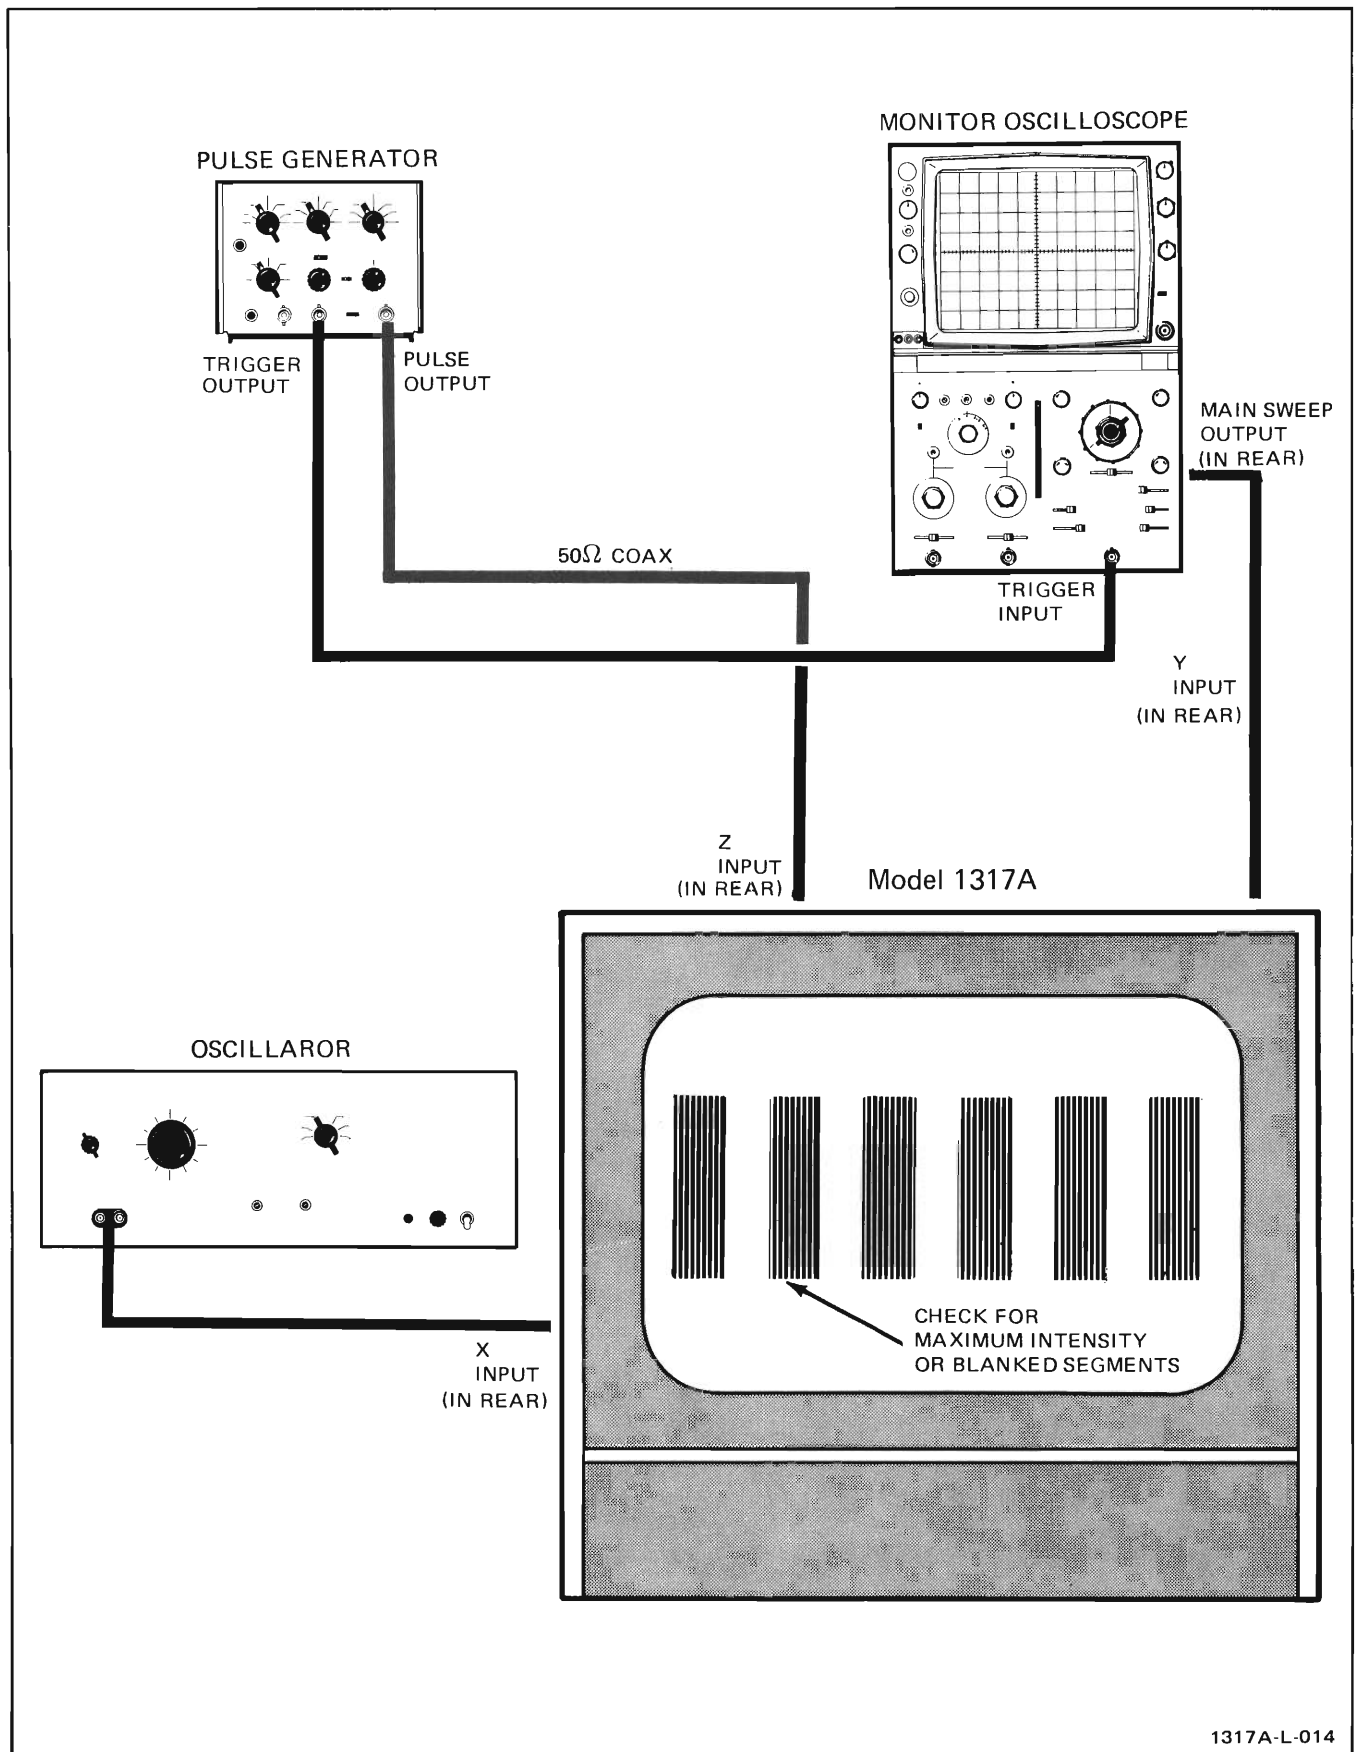 MONITOR OSCILLOSCOPE
PULSE GENERATOR
TRIGGER
OUTPUT
PULSE
OUTPUT
MAIN SWEEP
OUTPUT
(IN REAR)
50Ω COAX
TRIGGER
INPUT
Y
INPUT
(IN REAR)
Z
INPUT
(IN REAR)
Model 1317A
OSCILLAROR
CHECK FOR
MAXIMUM INTENSITY
OR BLANKED SEGMENTS
X
INPUT
(IN REAR)
1317A-L-014